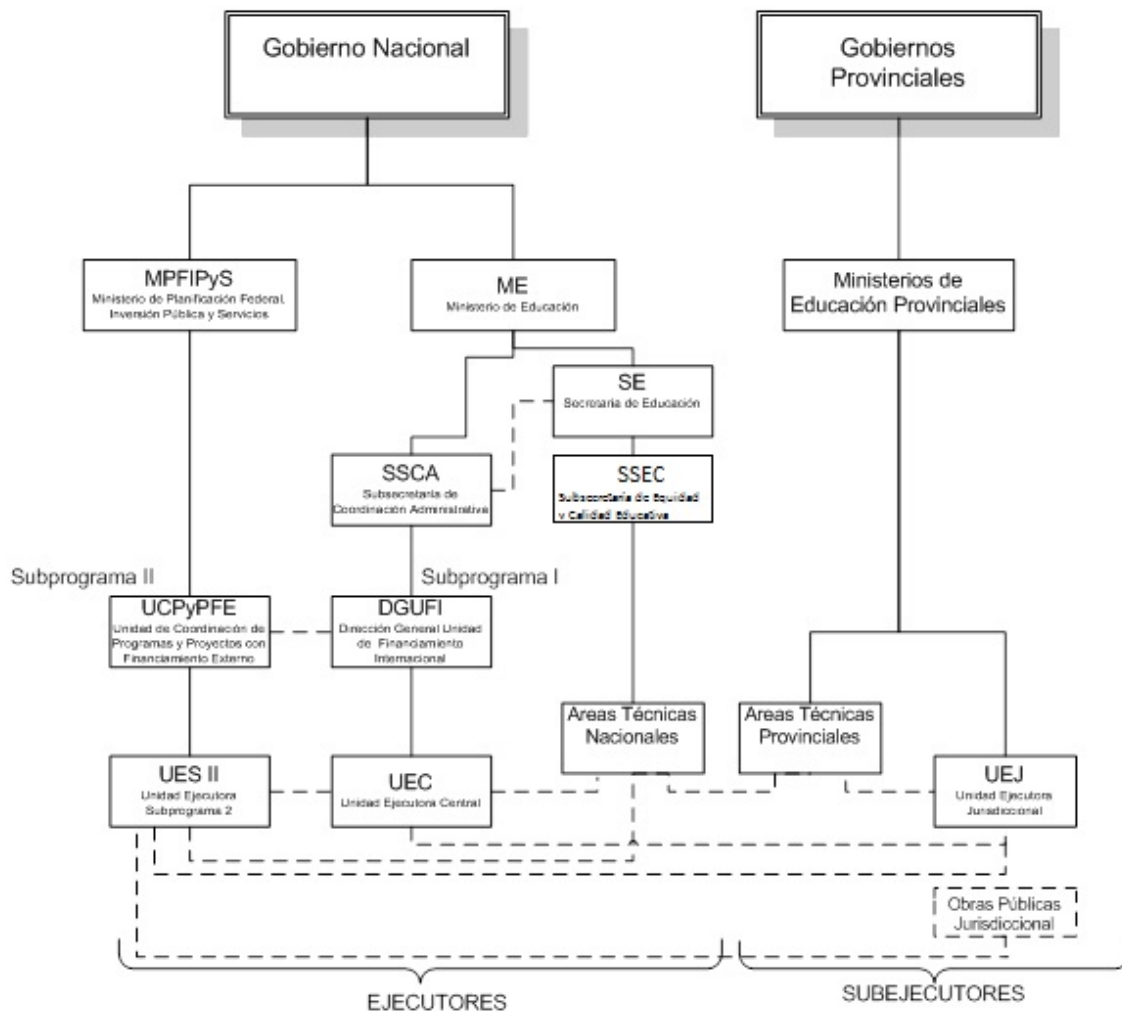 Gobierno Nacional
Gobiernos
Provinciales
MPFIPyS
Ministerio de Planificación Federal,
Inversión Pública y Servicios
ME
Ministerio de Educación
Ministerios de
Educación Provinciales
SE
Secretaria de Educación
SSCA
Subsecretaría de
Coordinación Administrativa
SSEC
Subsecretaría de Equidad
y Calidad Educativa
Subprograma II
Subprograma I
UCPyPFE
Unidad de Coordinación de
Programas y Proyectos con
Financiamiento Externo
DGUFI
Dirección General Unidad
de Financiamiento
Internacional
Areas Técnicas
Nacionales
Areas Técnicas
Provinciales
UES II
Unidad Ejecutora
Subprograma 2
UEC
Unidad Ejecutora Central
UEJ
Unidad Ejecutora
Jurisdiccional
Obras Públicas
Jurisdiccional
EJECUTORES
SUBEJECUTORES